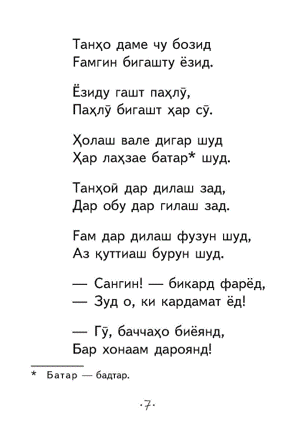 Танҳо даме чу бозид
Ғамгин бигашту ёзид.
Ёзиду гашт паҳлӯ,
Паҳлӯ бигашт ҳар сӯ.
Ҳолаш вале дигар шуд
Ҳар лаҳзае батар* шуд.
Танҳоӣ дар дилаш зад,
Дар обу дар гилаш зад.
Ғам дар дилаш фузун шуд,
Аз қуттиаш бурун шуд.
— Сангин! — бикард фарёд,
— Зуд о, ки кардамат ёд!
— Гӯ, баччаҳо биёянд,
Бар хонаам дароянд!
* Батар — бадтар.
·7·